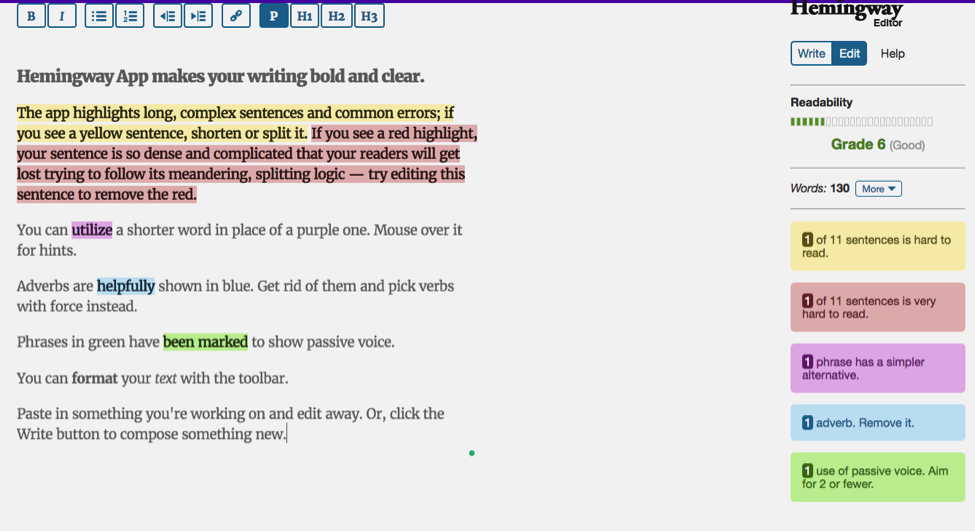 B I P H1 H2 H3
Hemingway
Editor
Write Edit Help
Hemingway App makes your writing bold and clear.
The app highlights long, complex sentences and common errors; if
you see a yellow sentence, shorten or split it. If you see a red highlight,
your sentence is so dense and complicated that your readers will get
lost trying to follow its meandering, splitting logic — try editing this
sentence to remove the red.
You can utilize a shorter word in place of a purple one. Mouse over it
for hints.
Adverbs are helpfully shown in blue. Get rid of them and pick verbs
with force instead.
Phrases in green have been marked to show passive voice.
You can format your text with the toolbar.
Paste in something you're working on and edit away. Or, click the
Write button to compose something new.
Readability
Grade 6 (Good)
Words: 130 More
1 of 11 sentences is hard to
read.
1 of 11 sentences is very
hard to read.
1 phrase has a simpler
alternative.
1 adverb. Remove it.
1 use of passive voice. Aim
for 2 or fewer.